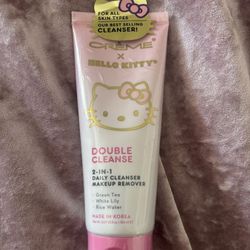 FOR ALL
SKIN TYPES
OUR BEST SELLING
CLEANSER!
CRÈME
X
HELLO KITTY®
DOUBLE
CLEANSE
2-IN-1
DAILY CLEANSER
MAKEUP REMOVER
• Green Tea
• White Lily
• Rice Water
MADE IN KOREA